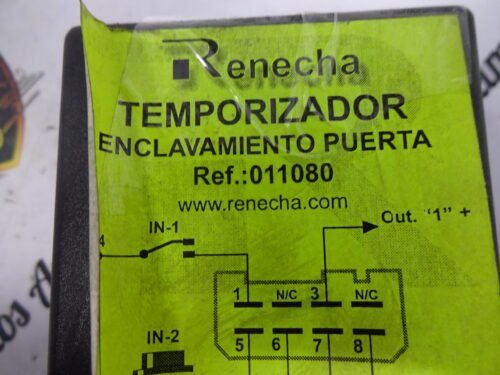 Renecha
TEMPORIZADOR
ENCLAVAMIENTO PUERTA
Ref.:011080
www.renecha.com
IN-1
Out. "1" +
4
1 N/C 3 N/C
5 6 7 8
IN-2